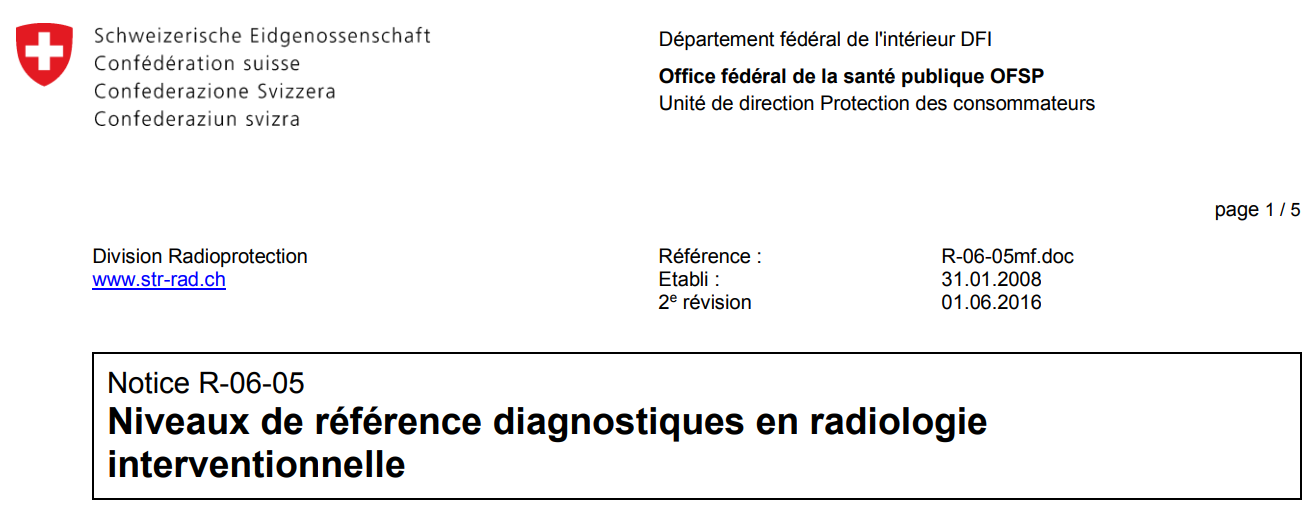 Schweizerische Eidgenossenschaft
Confédération suisse
Confederazione Svizzera
Confederaziun svizra
Département fédéral de l'intérieur DFI
Office fédéral de la santé publique OFSP
Unité de direction Protection des consommateurs
page 1 / 5
Division Radioprotection
www.str-rad.ch
Référence : R-06-05mf.doc
Etabli : 31.01.2008
2e révision 01.06.2016
Notice R-06-05
Niveaux de référence diagnostiques en radiologie
interventionnelle